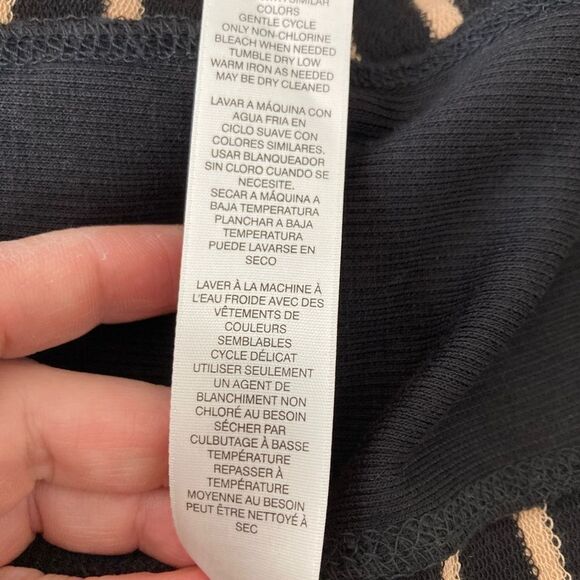 SIMILAR
COLORS
GENTLE CYCLE
ONLY NON-CHLORINE
BLEACH WHEN NEEDED
TUMBLE DRY LOW
WARM IRON AS NEEDED
MAY BE DRY CLEANED
LAVAR A MÁQUINA CON
AGUA FRIA EN
CICLO SUAVE CON
COLORES SIMILARES.
USAR BLANQUEADOR
SIN CLORO CUANDO SE
NECESITE.
SECAR A MÁQUINA A
BAJA TEMPERATURA
PLANCHAR A BAJA
TEMPERATURA
PUEDE LAVARSE EN
SECO
LAVER À LA MACHINE À
L'EAU FROIDE AVEC DES
VÊTEMENTS DE
COULEURS
SEMBLABLES
CYCLE DÉLICAT
UTILISER SEULEMENT
UN AGENT DE
BLANCHIMENT NON
CHLORÉ AU BESOIN
SÉCHER PAR
CULBUTAGE À BASSE
TEMPÉRATURE
REPASSER À
TEMPÉRATURE
MOYENNE AU BESOIN
PEUT ÊTRE NETTOYÉ À
SEC